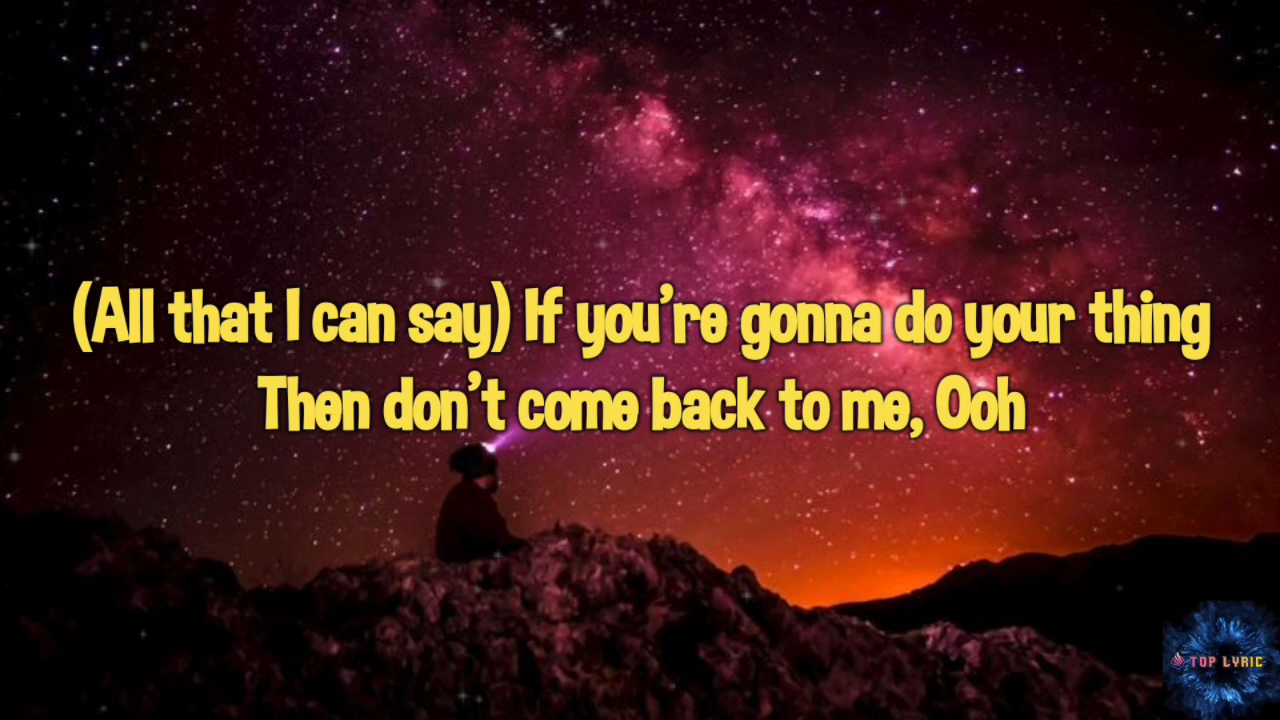 (All that I can say) If you're gonna do your thing
Then don't come back to me, Ooh
TOP LYRIC